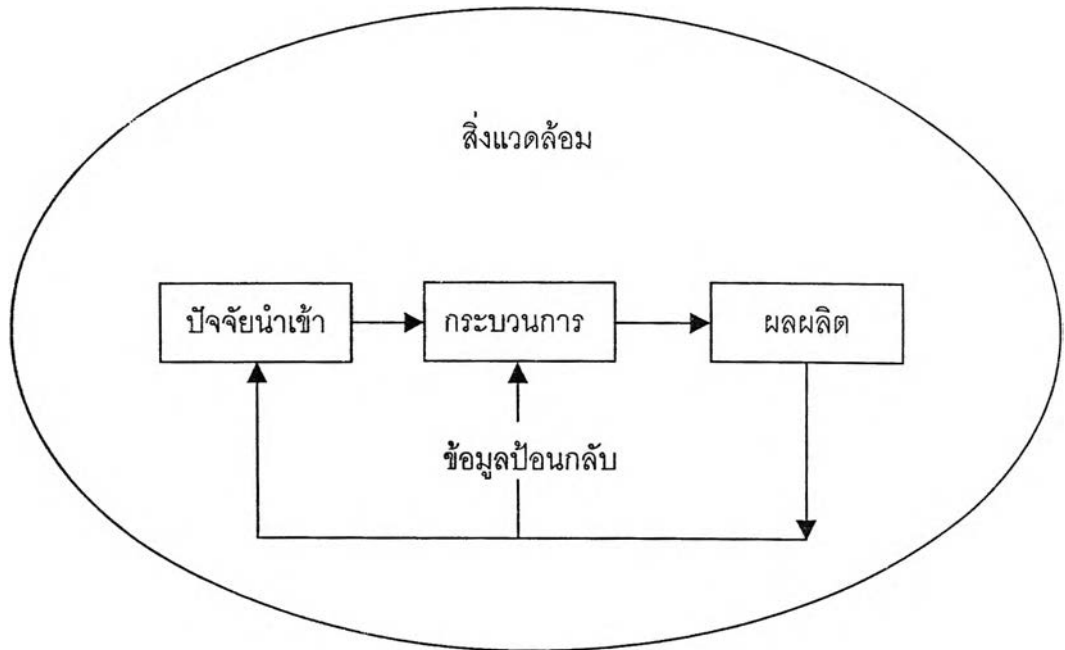 สิ่งแวดล้อม
ปัจจัยนำเข้า
กระบวนการ
ผลผลิต
ข้อมูลป้อนกลับ